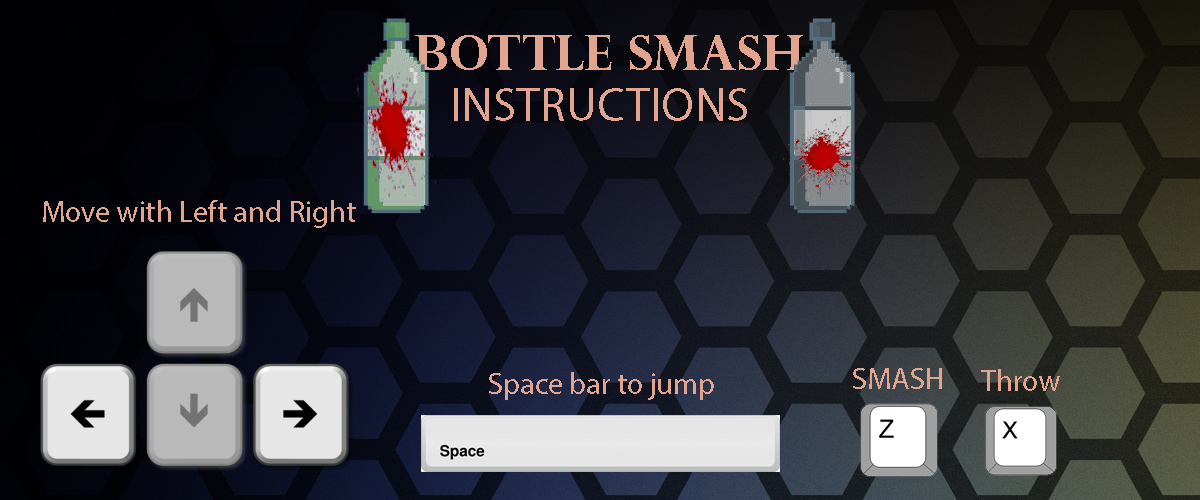 BOTTLE SMASH
INSTRUCTIONS
Move with Left and Right
Space bar to jump
Space
SMASH
Z
Throw
X